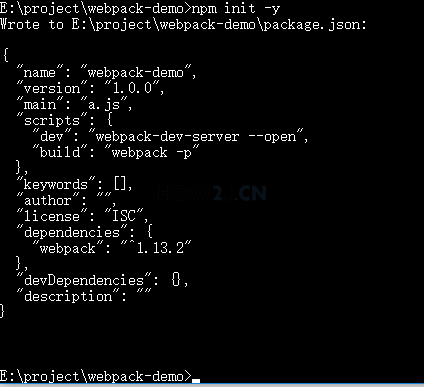 E:\project\webpack-demo>npm init -y
Wrote to E:\project\webpack-demo\package.json:
{
"name": "webpack-demo",
"version": "1.0.0",
"main": "a.js",
"scripts": {
"dev": "webpack-dev-server --open",
"build": "webpack -p"
},
"keywords": [],
"author": "",
"license": "ISC",
"dependencies": {
"webpack": "^1.13.2"
},
"devDependencies": {},
"description": ""
}
E:\project\webpack-demo>_